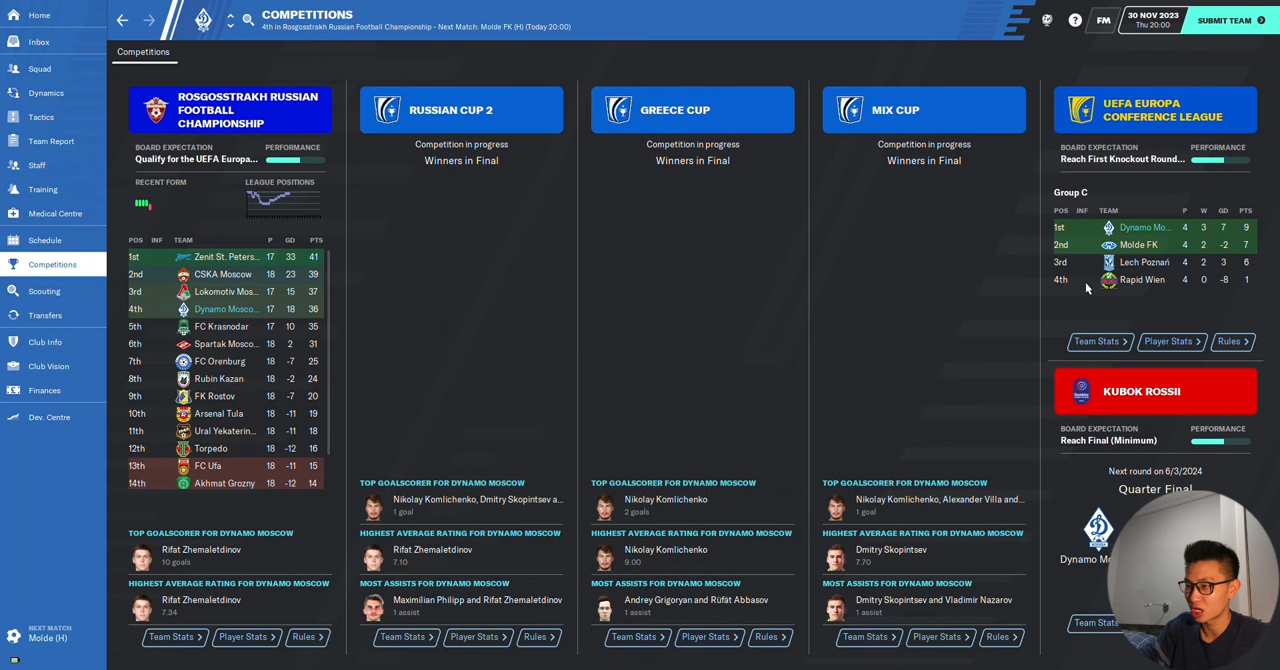 Home
Inbox
Squad
Dynamics
Tactics
Team Report
Staff
Training
Medical Centre
Schedule
Competitions
Scouting
Transfers
Club Info
Club Vision
Finances
Dev. Centre
NEXT MATCH
Molde (H)
COMPETITIONS
4th in Rosgosstrakh Russian Football Championship - Next Match: Molde FK (H) (Today 20:00)
?
FM
30 NOV 2023
Thu 20:00
SUBMIT TEAM
Competitions
ROSGOSSTRAKH RUSSIAN
FOOTBALL
CHAMPIONSHIP
BOARD EXPECTATION PERFORMANCE
Qualify for the UEFA Europa...
RECENT FORM LEAGUE POSITIONS
POS INF TEAM P GD PTS
1st Zenit St. Peters... 17 33 41
2nd CSKA Moscow 17 23 39
3rd Lokomotiv Mos... 17 15 37
4th Dynamo Mosco... 17 18 36
5th FC Krasnodar 17 10 35
6th Spartak Mosco... 18 2 31
7th FC Orenburg 18 -7 25
8th Rubin Kazan 18 -2 24
9th FK Rostov 18 -7 20
10th Arsenal Tula 18 -11 19
11th Ural Yekaterin... 18 -11 18
12th Torpedo 18 -12 16
13th FC Ufa 18 -11 15
14th Akhmat Grozny 18 -12 14
TOP GOALSCORER FOR DYNAMO MOSCOW
Rifat Zhemaletdinov
10 goals
HIGHEST AVERAGE RATING FOR DYNAMO MOSCOW
Rifat Zhemaletdinov
7.34
Team Stats Player Stats Rules
RUSSIAN CUP 2
Competition in progress
Winners in Final
TOP GOALSCORER FOR DYNAMO MOSCOW
Nikolay Komlichenko, Dmitry Skopintsev a...
1 goal
HIGHEST AVERAGE RATING FOR DYNAMO MOSCOW
Rifat Zhemaletdinov
7.10
MOST ASSISTS FOR DYNAMO MOSCOW
Maximilian Philipp and Rifat Zhemaletdinov
1 assist
Team Stats Player Stats Rules
GREECE CUP
Competition in progress
Winners in Final
TOP GOALSCORER FOR DYNAMO MOSCOW
Nikolay Komlichenko
2 goals
HIGHEST AVERAGE RATING FOR DYNAMO MOSCOW
Nikolay Komlichenko
9.00
MOST ASSISTS FOR DYNAMO MOSCOW
Andrey Grigoryan and Rüfät Abbasov
1 assist
Team Stats Player Stats Rules
MIX CUP
Competition in progress
Winners in Final
TOP GOALSCORER FOR DYNAMO MOSCOW
Nikolay Komlichenko, Alexander Villa and...
1 goal
HIGHEST AVERAGE RATING FOR DYNAMO MOSCOW
Dmitry Skopintsev
7.70
MOST ASSISTS FOR DYNAMO MOSCOW
Dmitry Skopintsev and Vladimir Nazarov
1 assist
Team Stats Player Stats Rules
UEFA EUROPA
CONFERENCE LEAGUE
BOARD EXPECTATION PERFORMANCE
Reach First Knockout Round...
Group C
POS INF TEAM P W GD PTS
1st Dynamo Mo... 4 3 7 9
2nd Molde FK 4 2 -2 7
3rd Lech Poznań 4 2 3 6
4th Rapid Wien 4 0 -8 1
Team Stats Player Stats Rules
KUBOK ROSSII
BOARD EXPECTATION PERFORMANCE
Reach Final (Minimum)
Next round on 6/3/2024
Quarter Final
Dynamo Mo
Team Stats